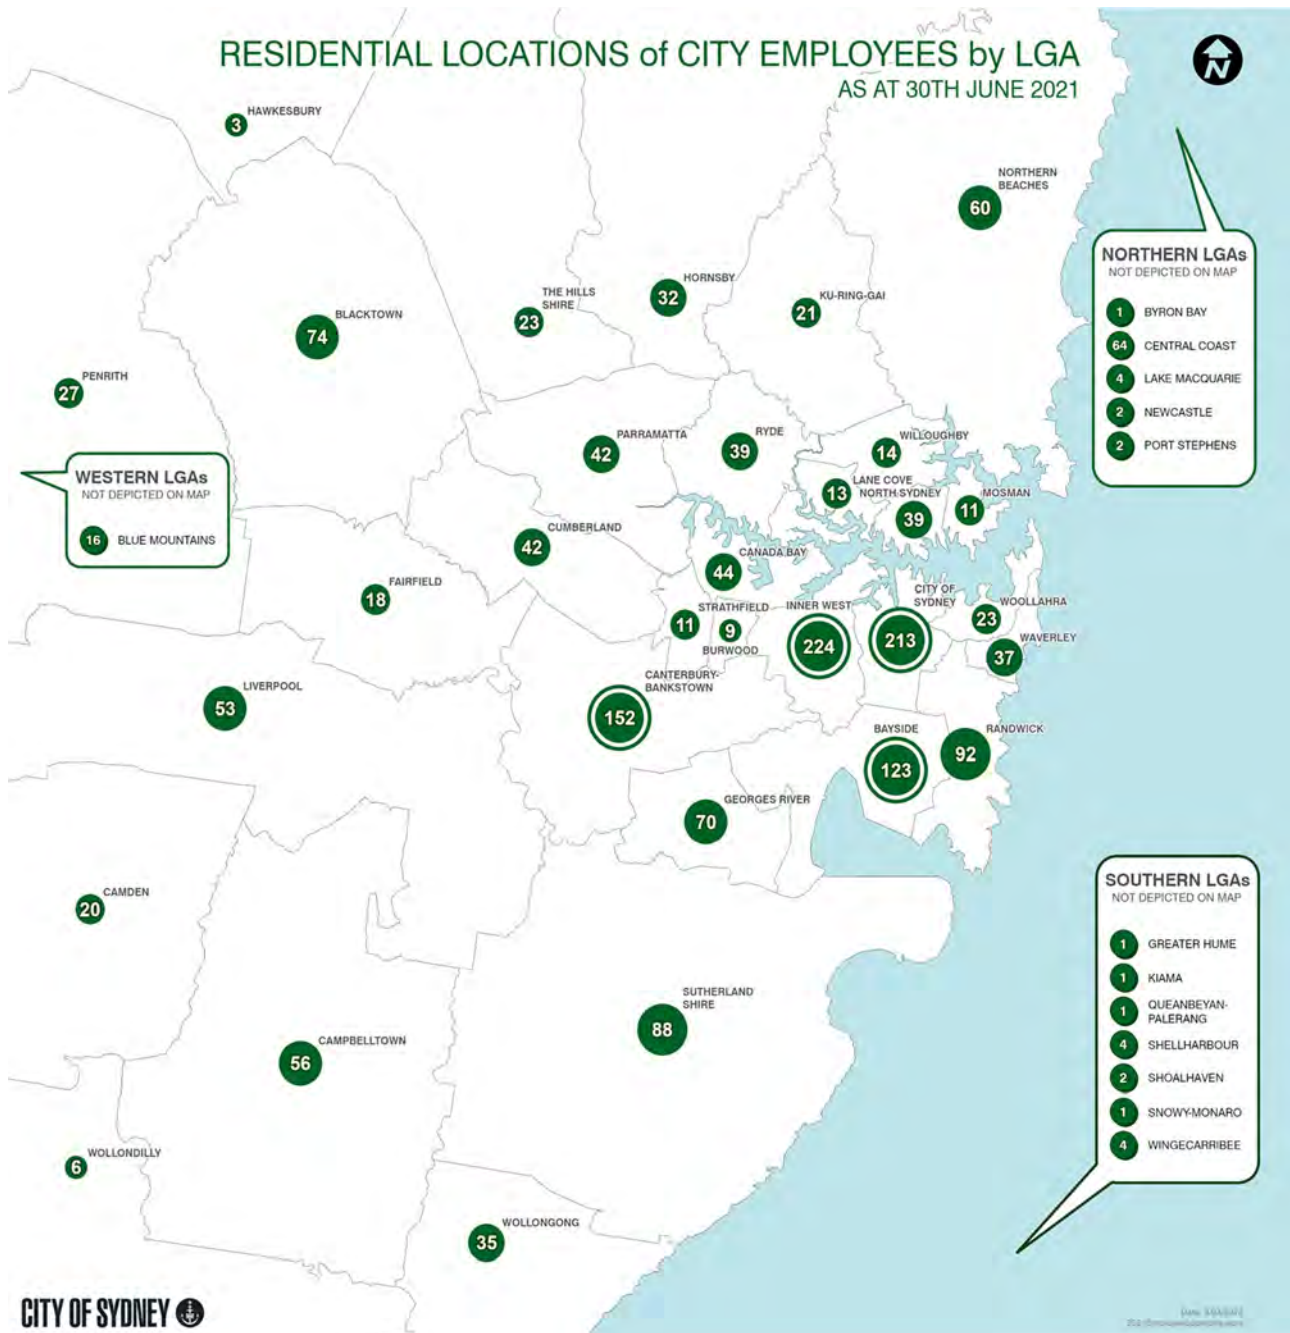 RESIDENTIAL LOCATIONS of CITY EMPLOYEES by LGA
AS AT 30TH JUNE 2021
N
HAWKESBURY
3
NORTHERN
BEACHES
60
NORTHERN LGAs
NOT DEPICTED ON MAP
1 BYRON BAY
64 CENTRAL COAST
4 LAKE MACQUARIE
2 NEWCASTLE
2 PORT STEPHENS
HORNSBY
32
THE HILLS
SHIRE
23
KU-RING-GAI
21
BLACKTOWN
74
PENRITH
27
PARRAMATTA
42
RYDE
39
WILLOUGHBY
14
WESTERN LGAs
NOT DEPICTED ON MAP
16 BLUE MOUNTAINS
LANE COVE
13
NORTH SYDNEY
39
MOSMAN
11
CUMBERLAND
42
CANADA BAY
44
FAIRFIELD
18
STRATHFIELD
11
9
BURWOOD
INNER WEST
224
CITY OF
SYDNEY
213
WOOLLAHRA
23
WAVERLEY
37
CANTERBURY-
BANKSTOWN
152
LIVERPOOL
53
BAYSIDE
123
RANDWICK
92
GEORGES RIVER
70
CAMDEN
20
SOUTHERN LGAs
NOT DEPICTED ON MAP
1 GREATER HUME
1 KIAMA
1 QUEANBEYAN-
PALERANG
4 SHELLHARBOUR
2 SHOALHAVEN
1 SNOWY-MONARO
4 WINGECARRIBEE
SUTHERLAND
SHIRE
88
CAMPBELLTOWN
56
WOLLONDILLY
6
WOLLONGONG
35
CITY OF SYDNEY